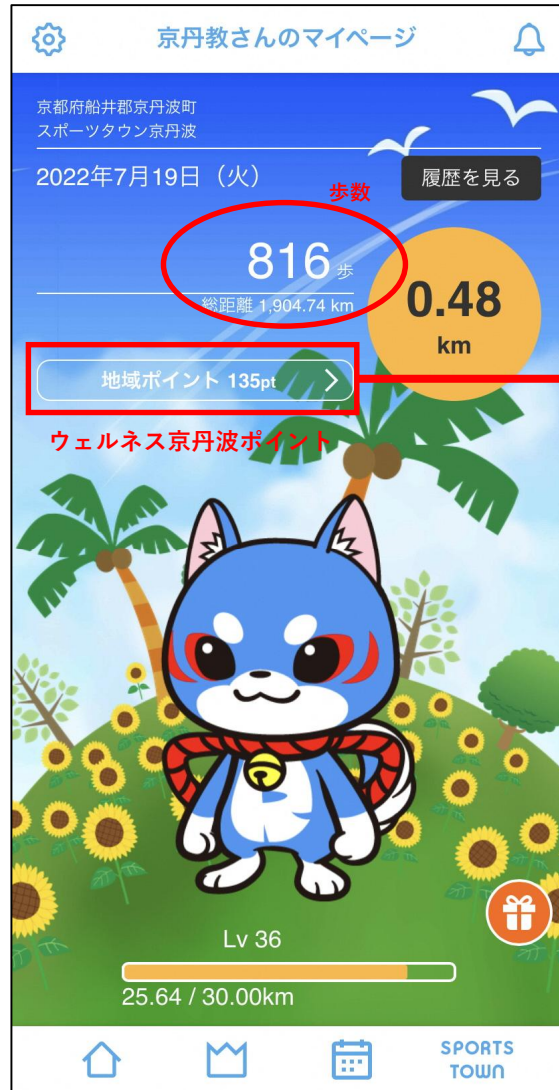 京丹教さんのマイページ
京都府船井郡京丹波町
スポーツタウン京丹波
2022年7月19日（火）
履歴を見る
歩数
816 歩
総距離 1,904.74 km
0.48
km
地域ポイント 135pt
ウェルネス京丹波ポイント
Lv 36
25.64 / 30.00km
SPORTS
TOWN